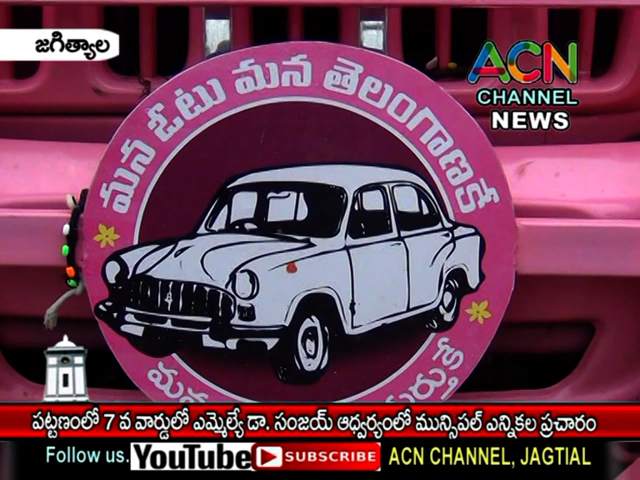 జగిత్యాల
ACN
CHANNEL
NEWS
మన ఓటు మన తెలంగాణకే
పట్టణంలో 7 వ వార్డులో ఎమ్మెల్యే డా. సంజయ్ ఆధ్వర్యంలో మున్సిపల్ ఎన్నికల ప్రచారం
Follow us. YouTube SUBSCRIBE ACN CHANNEL, JAGTIAL